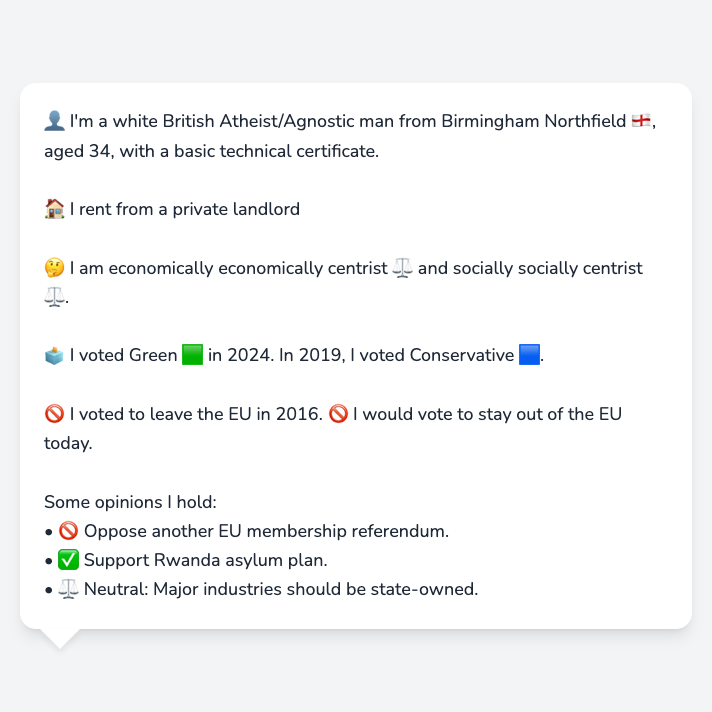 👤 I'm a white British Atheist/Agnostic man from Birmingham Northfield 🏴󠁧󠁢󠁥󠁮󠁧󠁿,
aged 34, with a basic technical certificate.
🏠 I rent from a private landlord
🤔 I am economically economically centrist ⚖️ and socially socially centrist
⚖️.
🗳️ I voted Green 🟩 in 2024. In 2019, I voted Conservative 🟦.
🚫 I voted to leave the EU in 2016. 🚫 I would vote to stay out of the EU
today.
Some opinions I hold:
• 🚫 Oppose another EU membership referendum.
• ✅ Support Rwanda asylum plan.
• ⚖️ Neutral: Major industries should be state-owned.